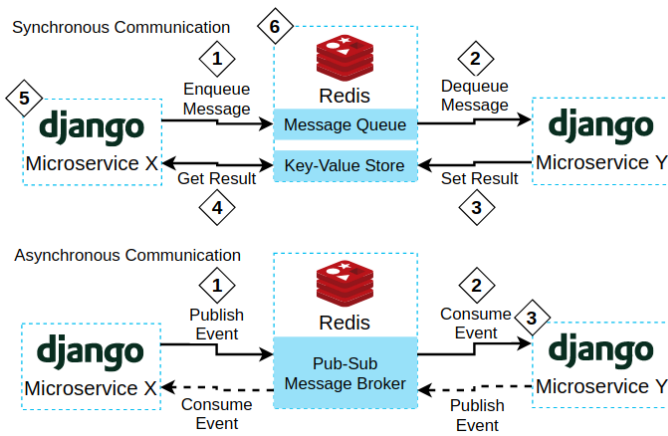 Synchronous Communication
6
1
2
Enqueue
Message
Redis
Dequeue
Message
5
django
Microservice X
Message Queue
django
Microservice Y
Key-Value Store
Get Result
Set Result
4
3
Asynchronous Communication
1
2
Publish
Event
Redis
Consume
Event
3
django
Microservice X
Pub-Sub
Message Broker
django
Microservice Y
Consume
Event
Publish
Event